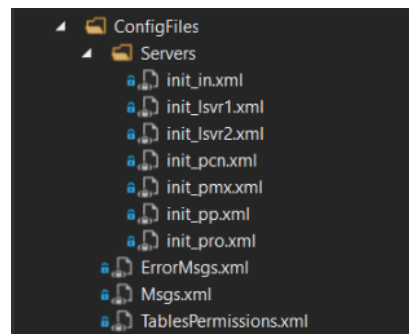 ConfigFiles
Servers
init_in.xml
init_lsvr1.xml
init_lsvr2.xml
init_pcn.xml
init_pmx.xml
init_pp.xml
init_pro.xml
ErrorMsgs.xml
Msgs.xml
TablesPermissions.xml